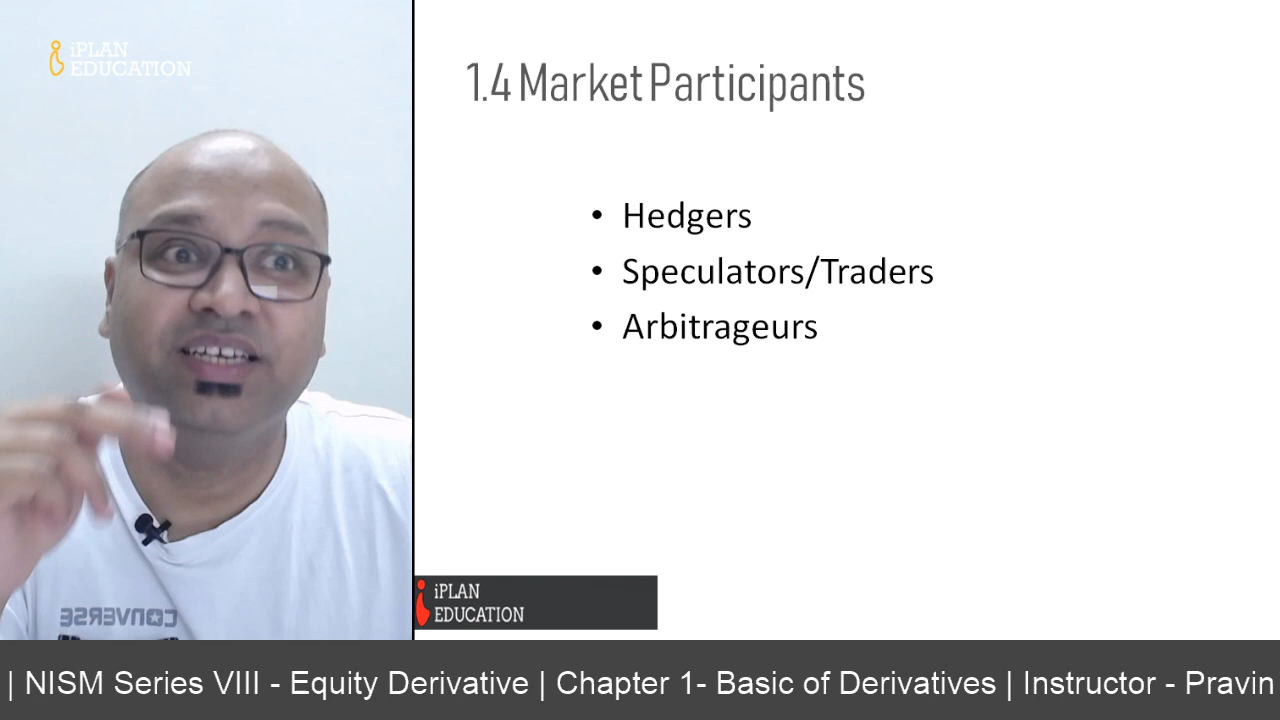 iPLAN
EDUCATION
1.4 Market Participants
• Hedgers
• Speculators/Traders
• Arbitrageurs
CONVERSE
iPLAN
EDUCATION
| NISM Series VIII - Equity Derivative | Chapter 1- Basic of Derivatives | Instructor - Pravin